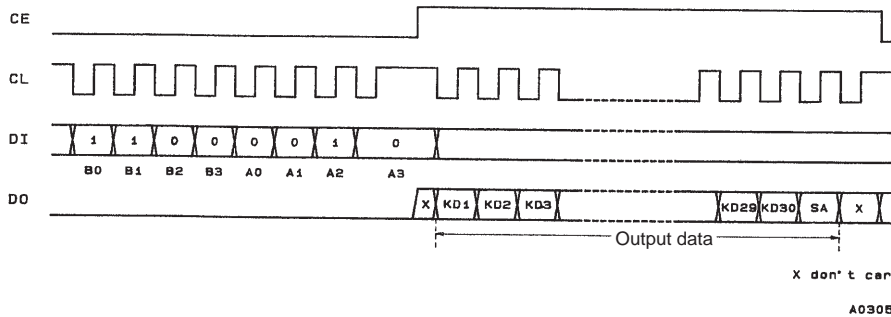 CE
CL
DI 1 1 0 0 0 0 1 0
B0 B1 B2 B3 A0 A1 A2 A3
DO X KD1 KD2 KD3 KD29 KD30 SA X
Output data
X don't car
A0305